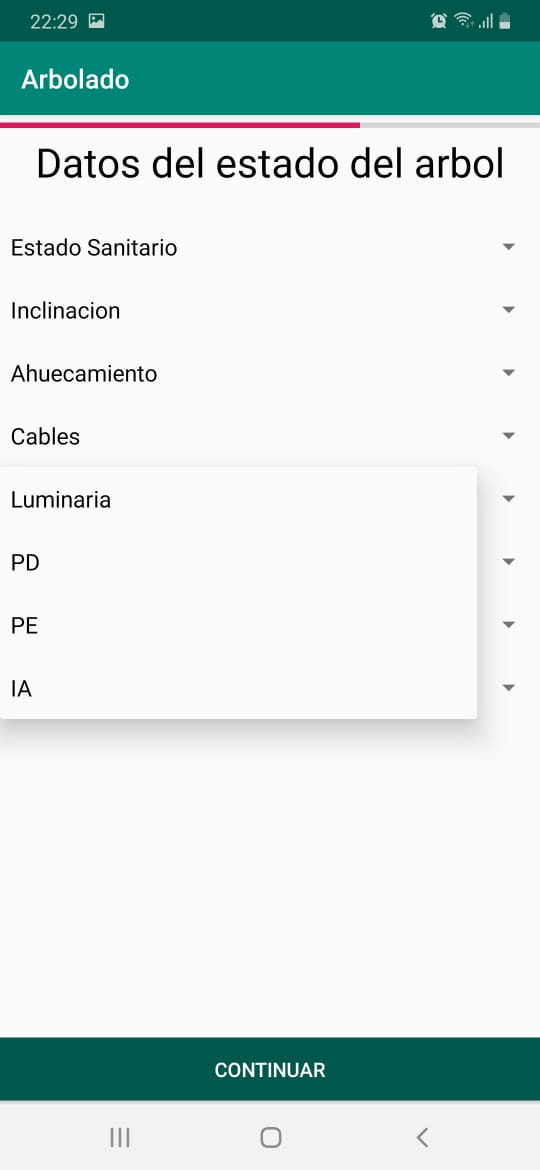 22:29
Arbolado
Datos del estado del arbol
Estado Sanitario
Inclinacion
Ahuecamiento
Cables
Luminaria
PD
PE
IA
CONTINUAR